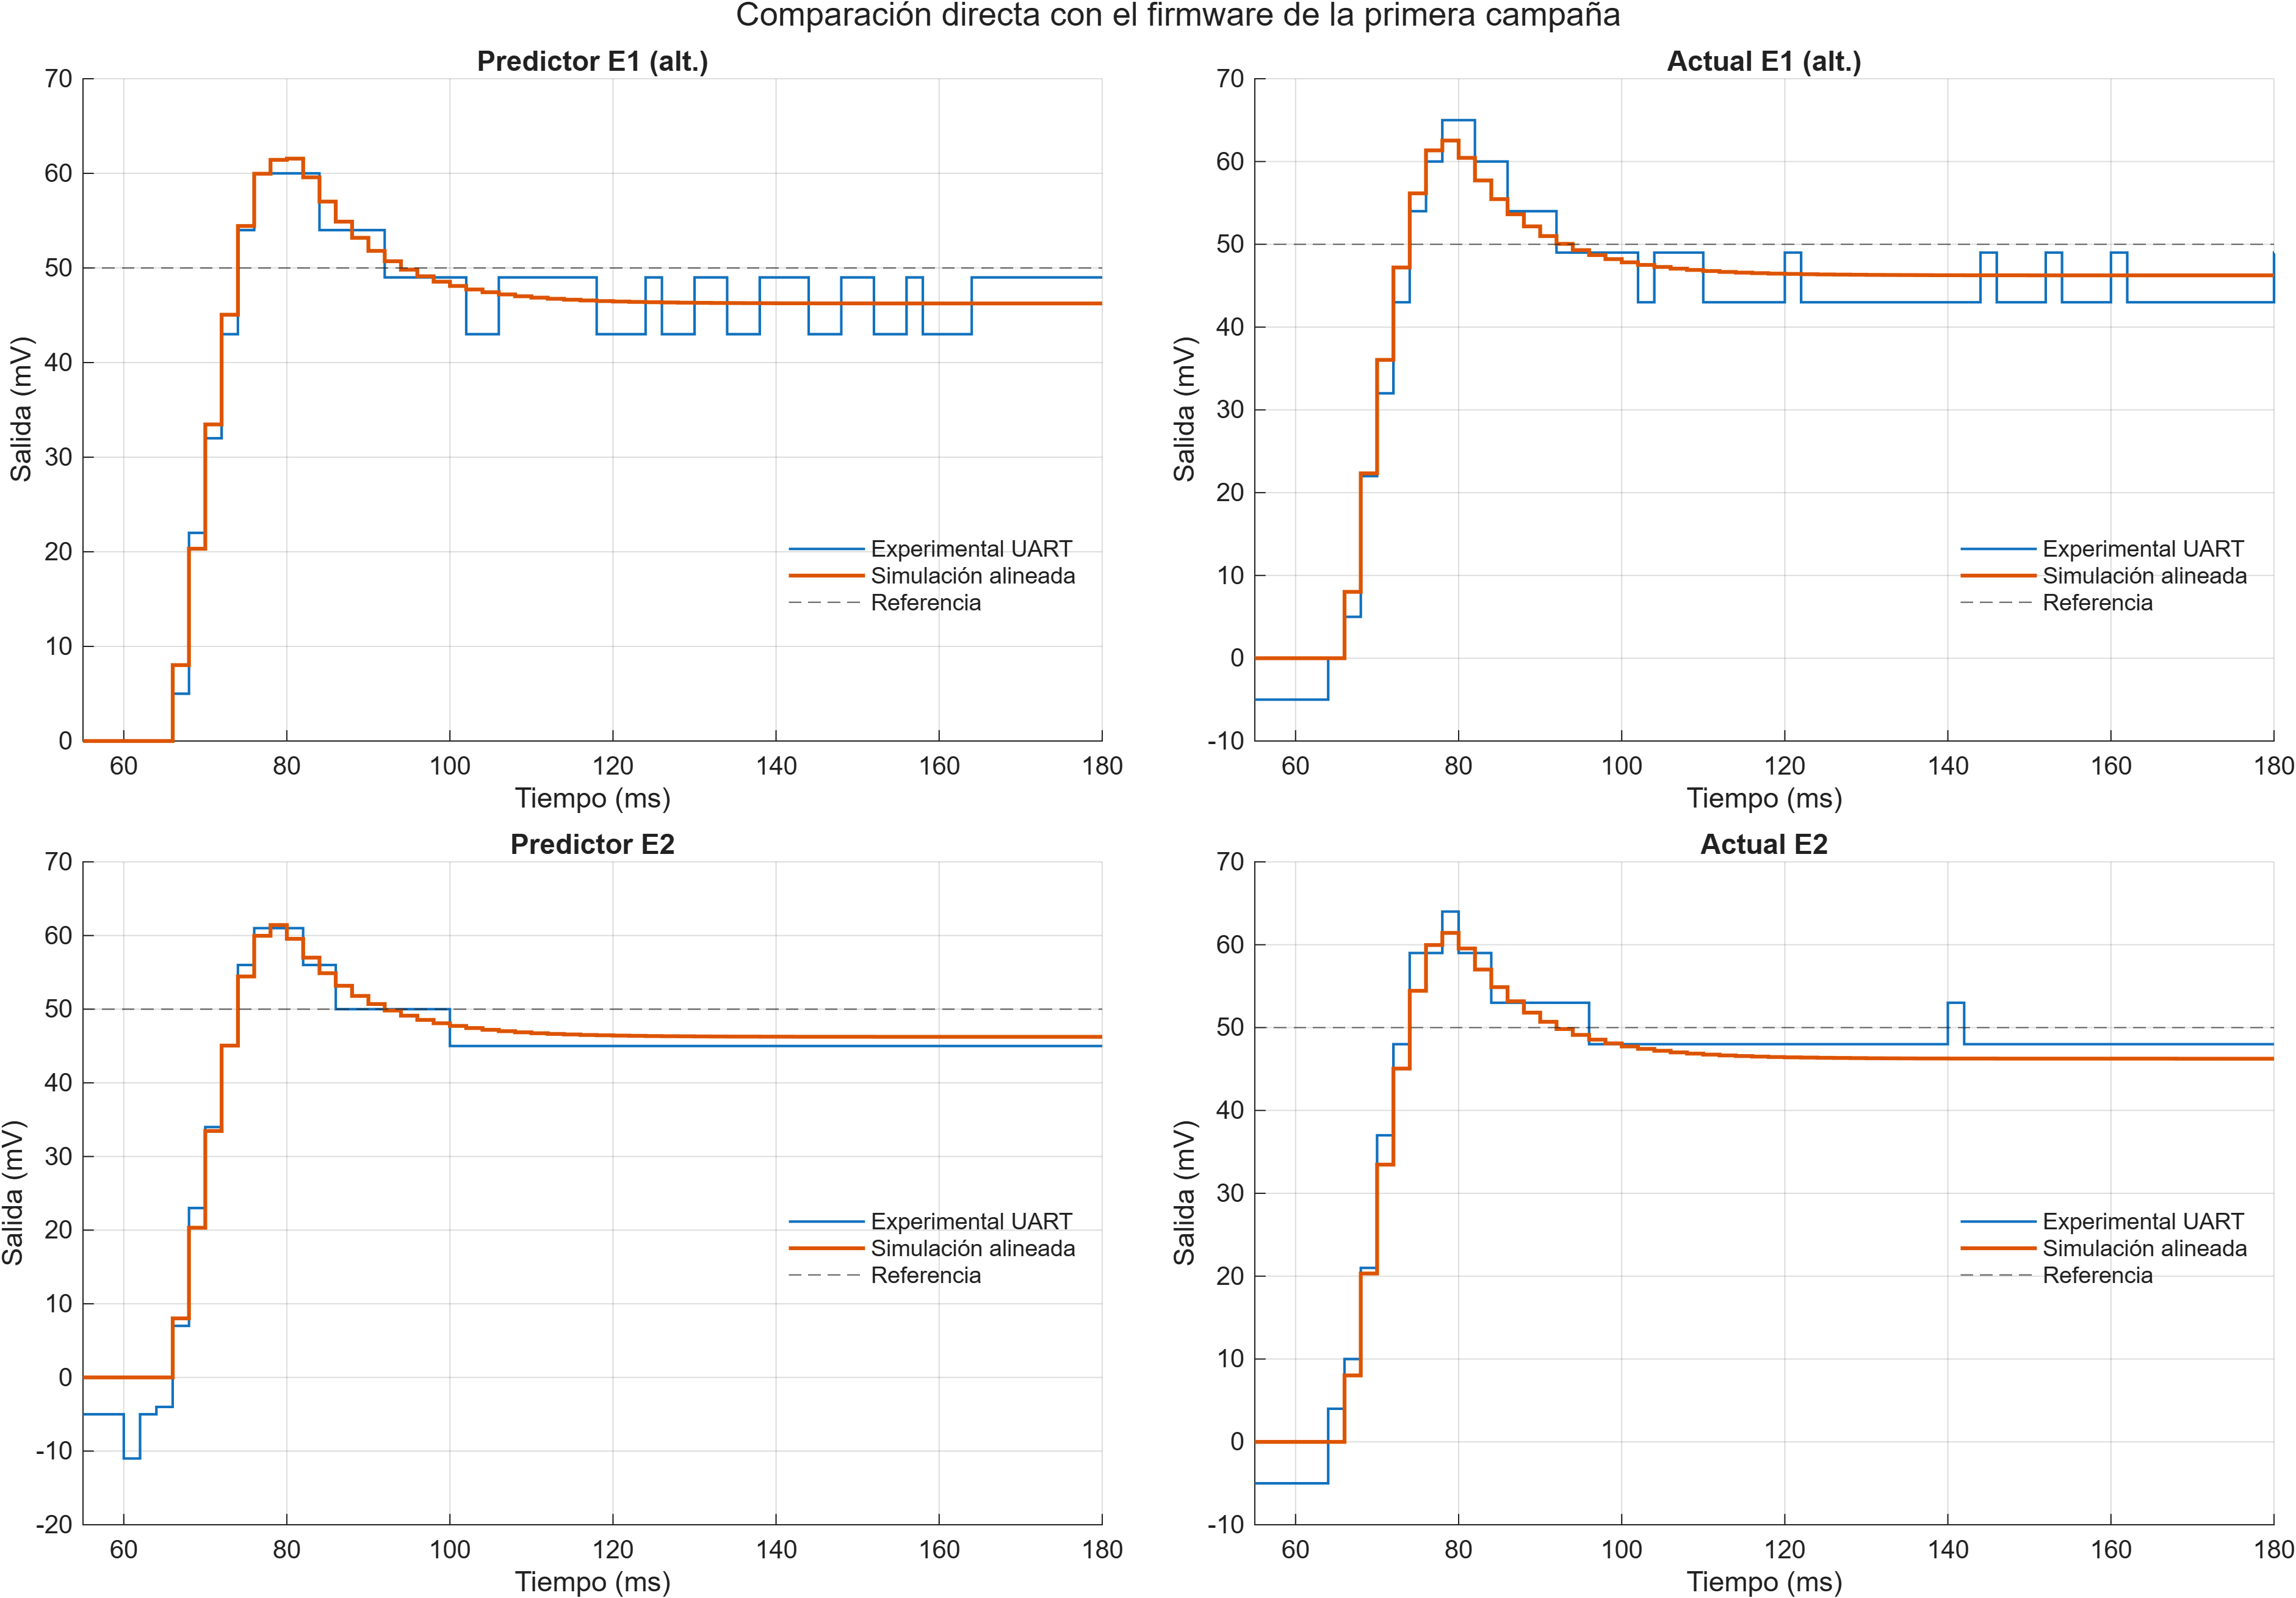 Comparación directa con el firmware de la primera campaña
Predictor E1 (alt.)
70
60
50
40
30
20
10
0
Salida (mV)
60 80 100 120 140 160 180
Tiempo (ms)
Experimental UART
Simulación alineada
Referencia
Actual E1 (alt.)
70
60
50
40
30
20
10
0
-10
Salida (mV)
60 80 100 120 140 160 180
Tiempo (ms)
Experimental UART
Simulación alineada
Referencia
Predictor E2
70
60
50
40
30
20
10
0
-10
-20
Salida (mV)
60 80 100 120 140 160 180
Tiempo (ms)
Experimental UART
Simulación alineada
Referencia
Actual E2
70
60
50
40
30
20
10
0
-10
Salida (mV)
60 80 100 120 140 160 180
Tiempo (ms)
Experimental UART
Simulación alineada
Referencia